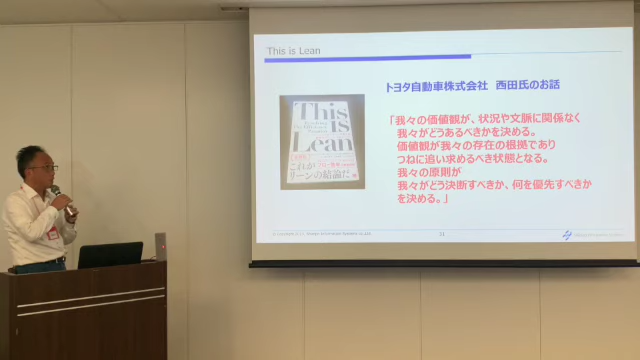 This is Lean
トヨタ自動車株式会社 西田氏のお話
This
is
Lean
これが
リーンの結論だ。
「我々の価値観が、状況や文脈に関係なく
我々がどうあるべきかを決める。
価値観が我々の存在の根拠であり
つねに追い求めるべき状態となる。
我々の原則が
我々がどう決断すべきか、何を優先すべきか
を決める。」